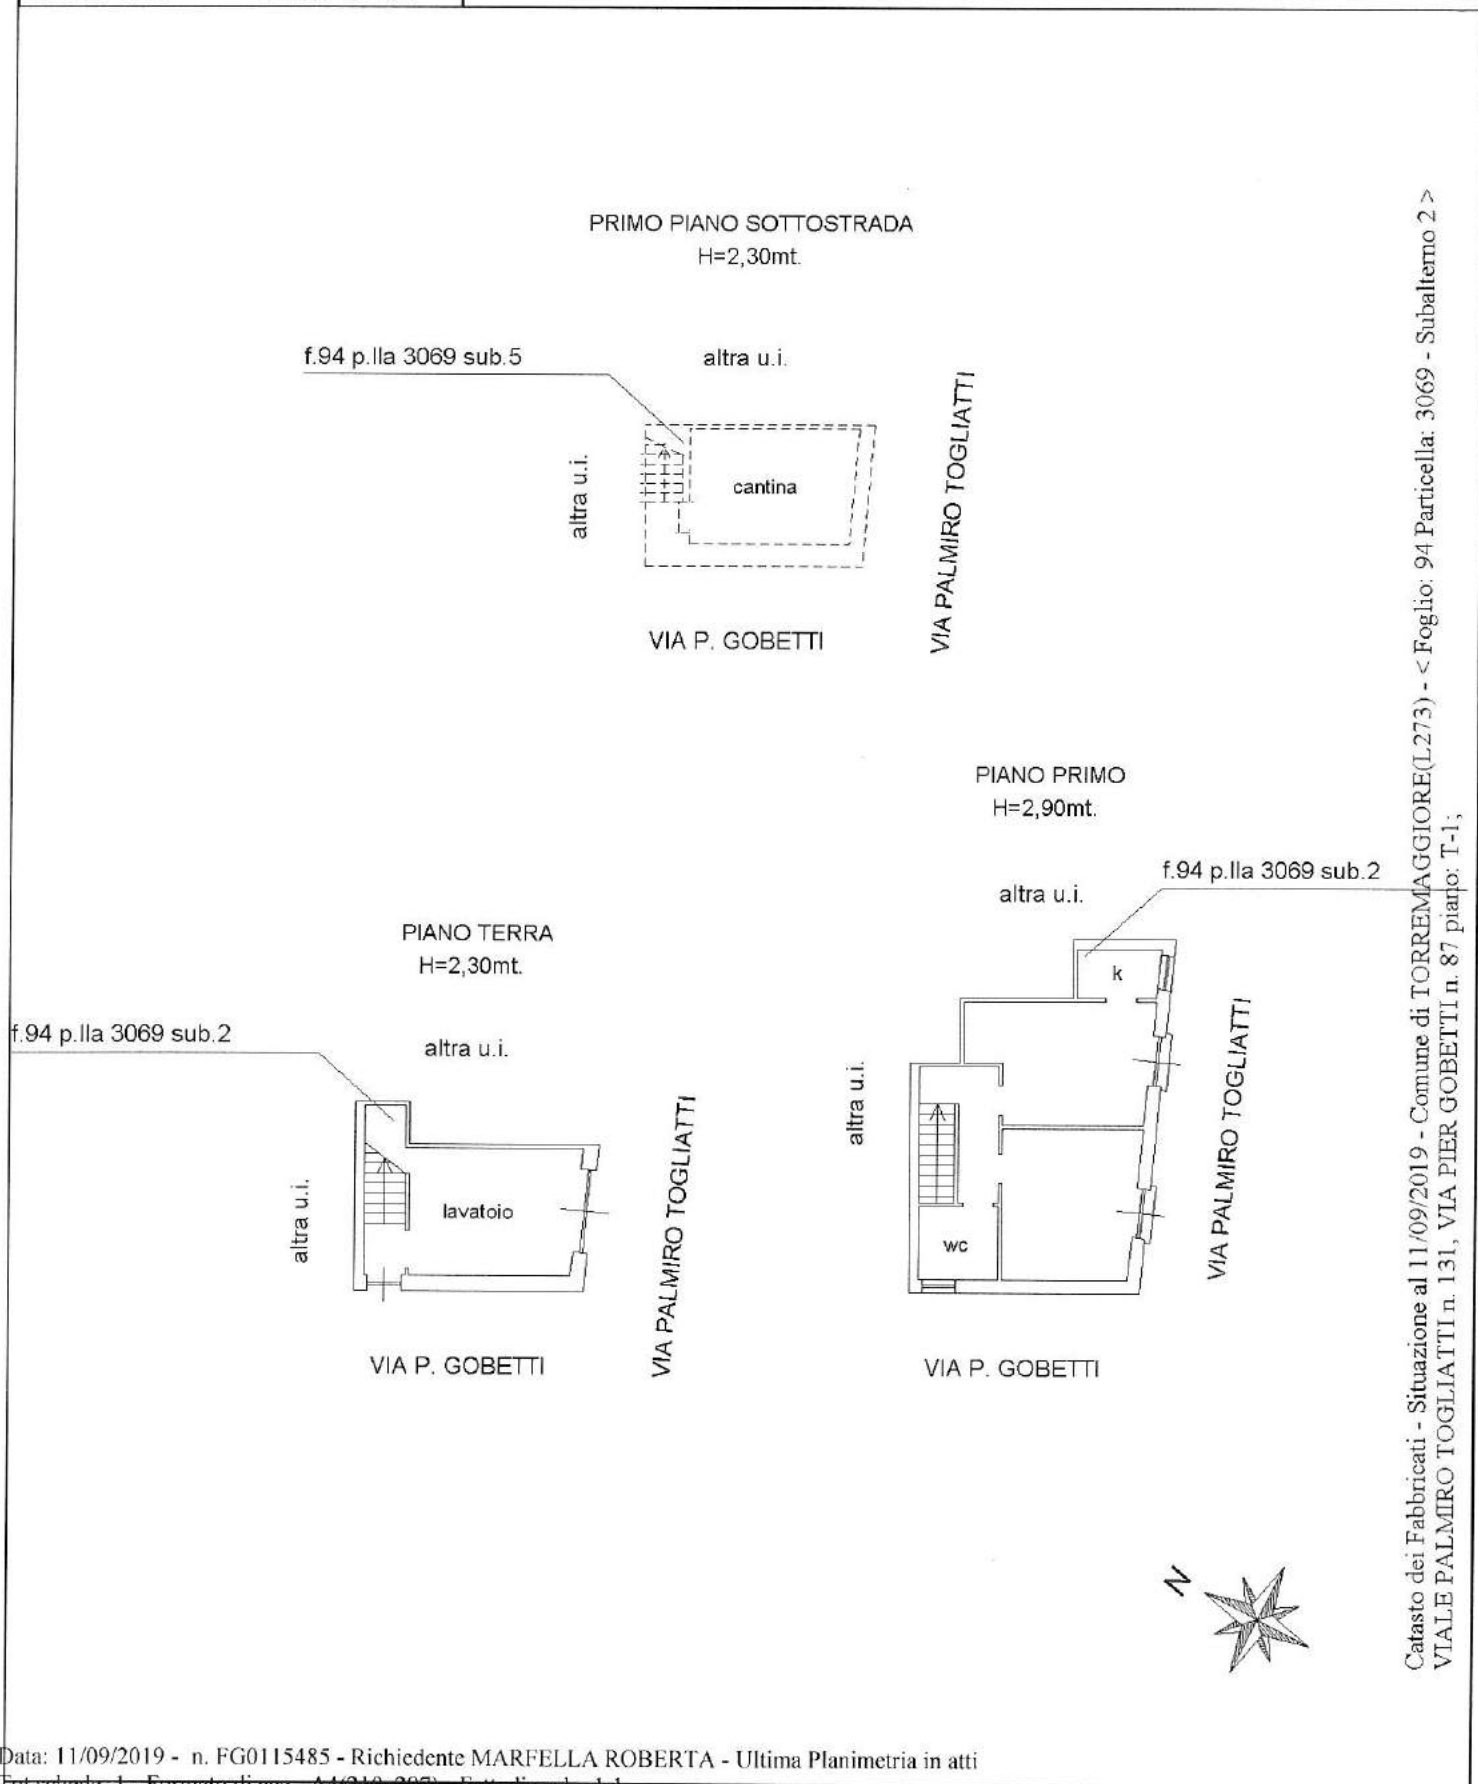 PRIMO PIANO SOTTOSTRADA
H=2,30mt.
f.94 p.lla 3069 sub.5
altra u.i.
altra u.i.
cantina
VIA PALMIRO TOGLIATTI
VIA P. GOBETTI
PIANO PRIMO
H=2,90mt.
f.94 p.lla 3069 sub.2
altra u.i.
k
altra u.i.
wc
VIA PALMIRO TOGLIATTI
VIA P. GOBETTI
PIANO TERRA
H=2,30mt.
f.94 p.lla 3069 sub.2
altra u.i.
altra u.i.
lavatoio
VIA PALMIRO TOGLIATTI
VIA P. GOBETTI
N
Catasto dei Fabbricati - Situazione al 11/09/2019 - Comune di TORREMAGGIORE(L273) - < Foglio: 94 Particella: 3069 - Subalterno 2 >
VIALE PALMIRO TOGLIATTI n. 131, VIA PIER GOBETTI n. 87 piano: T-1;
Data: 11/09/2019 - n. FG0115485 - Richiedente MARFELLA ROBERTA - Ultima Planimetria in atti